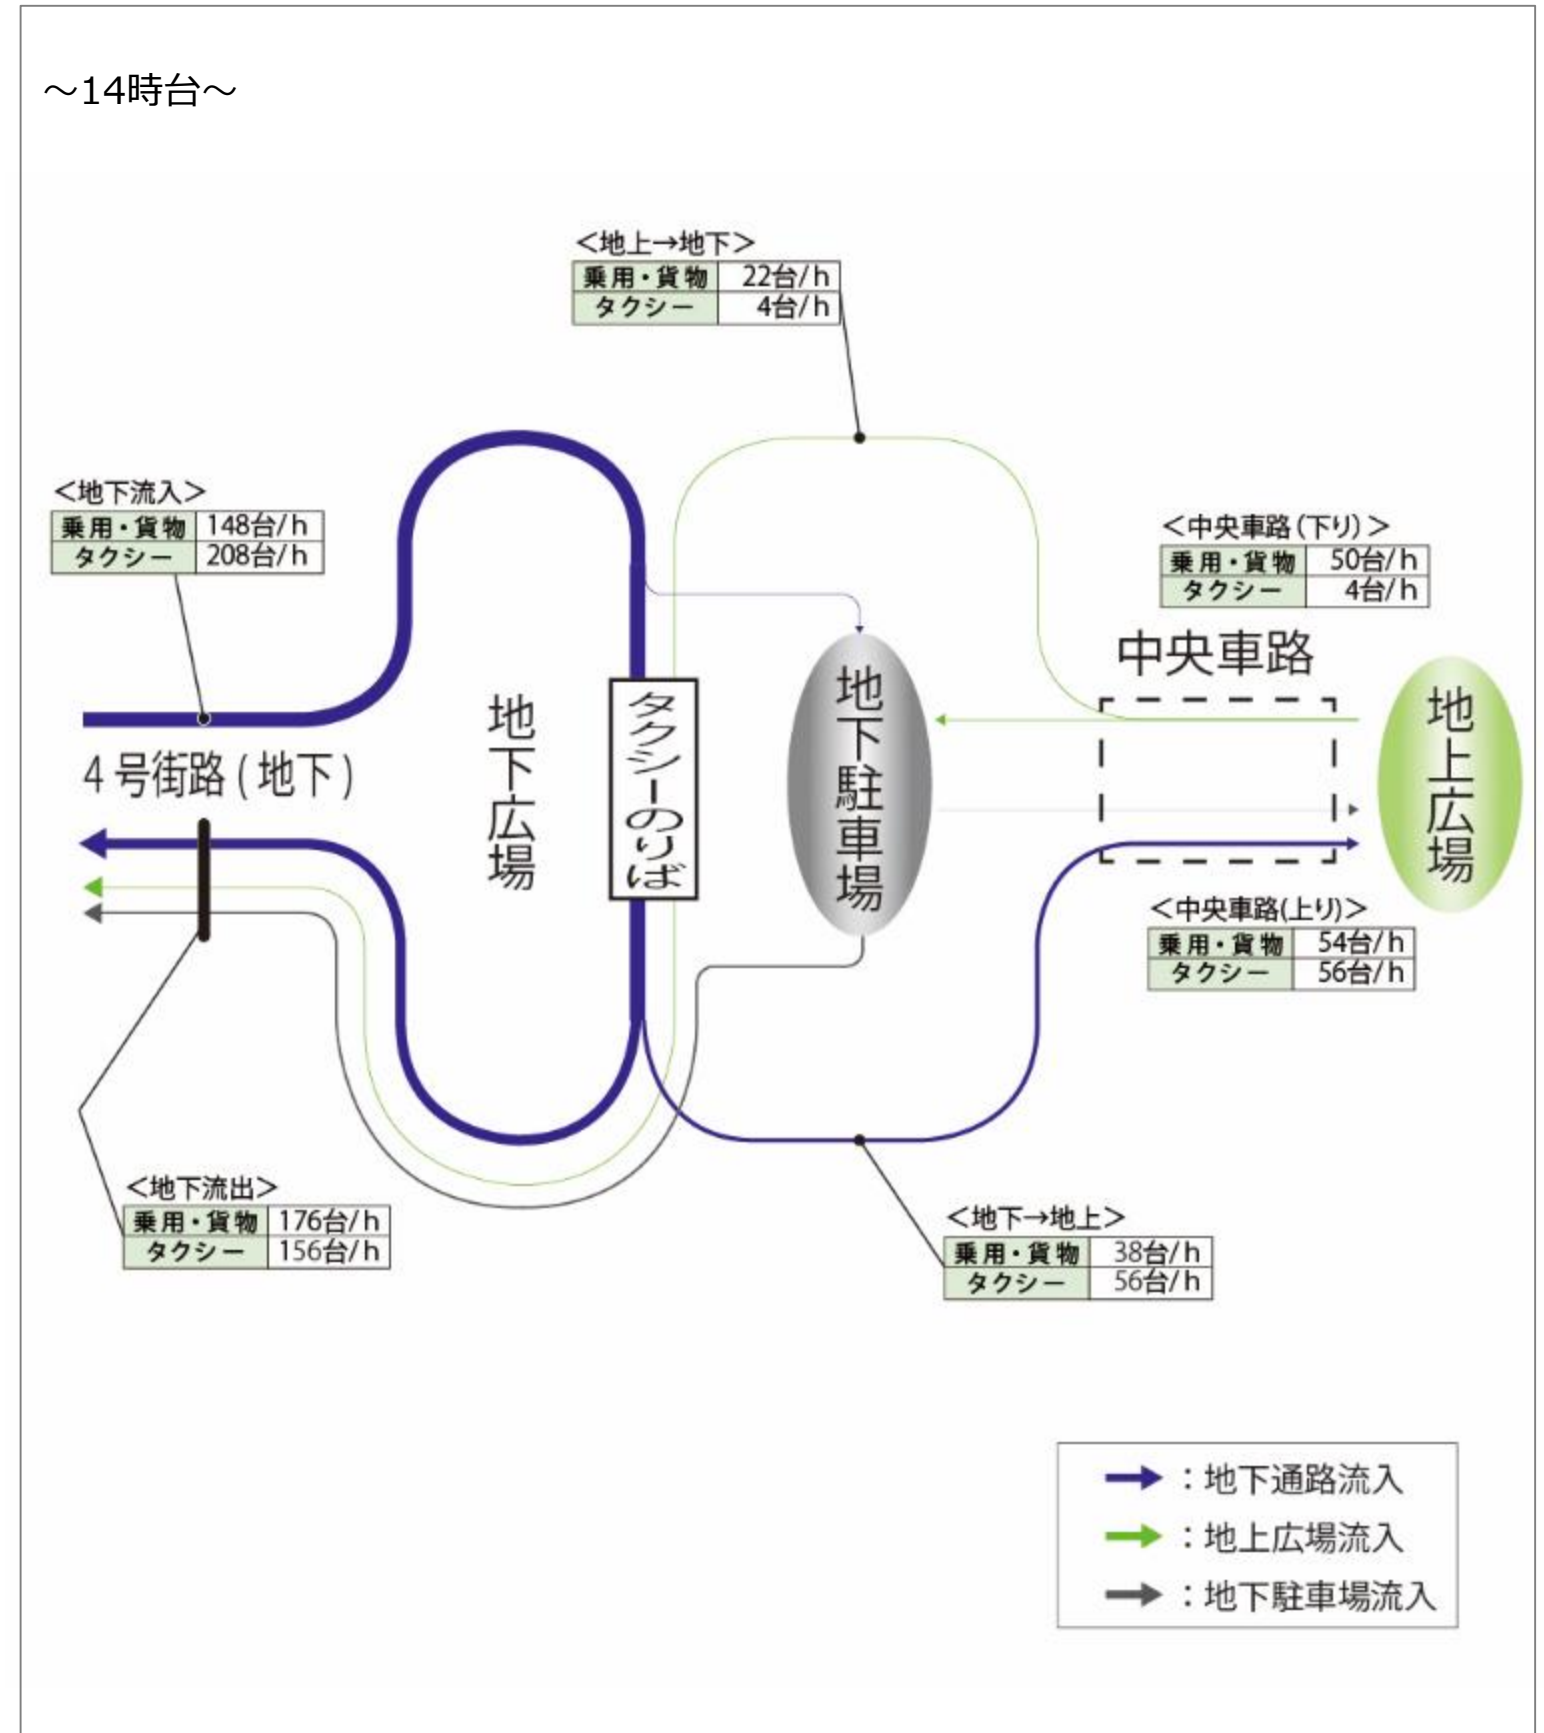 ～14時台～
＜地上→地下＞
乗用・貨物 22台/h
タクシー 4台/h
＜地下流入＞
乗用・貨物 148台/h
タクシー 208台/h
＜中央車路(下り)＞
乗用・貨物 50台/h
タクシー 4台/h
中央車路
4号街路(地下)
地下広場
タクシーのりば
地下駐車場
地上広場
＜中央車路(上り)＞
乗用・貨物 54台/h
タクシー 56台/h
＜地下流出＞
乗用・貨物 176台/h
タクシー 156台/h
＜地下→地上＞
乗用・貨物 38台/h
タクシー 56台/h
：地下通路流入
：地上広場流入
：地下駐車場流入